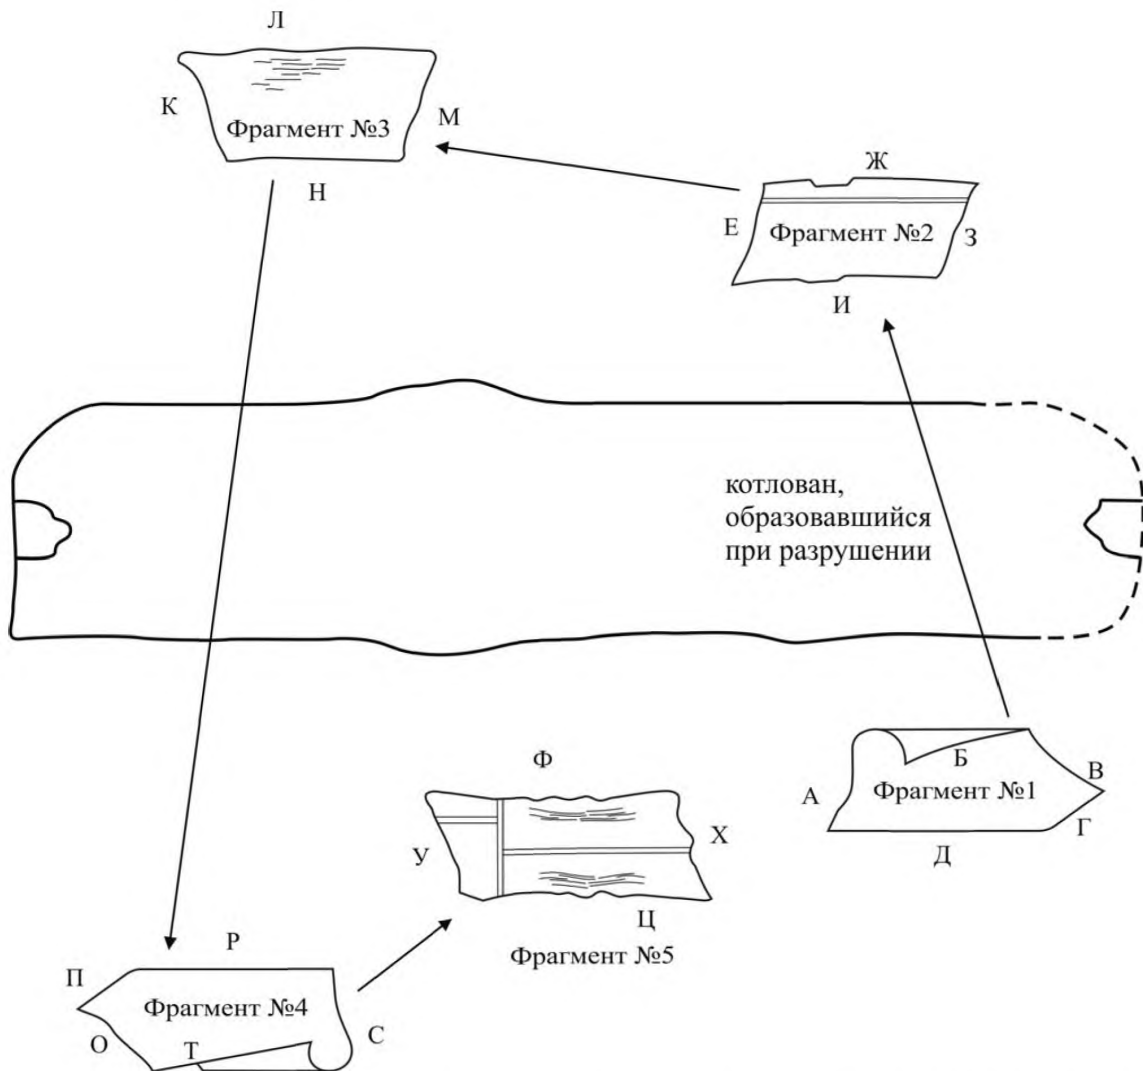 Л
К
Фрагмент №3
М
Н
Ж
Е
Фрагмент №2
З
И
котлован,
образовавшийся
при разрушении
Б
В
А
Фрагмент №1
Г
Д
Ф
У
Х
Ц
Фрагмент №5
Р
П
Фрагмент №4
О
Т
С